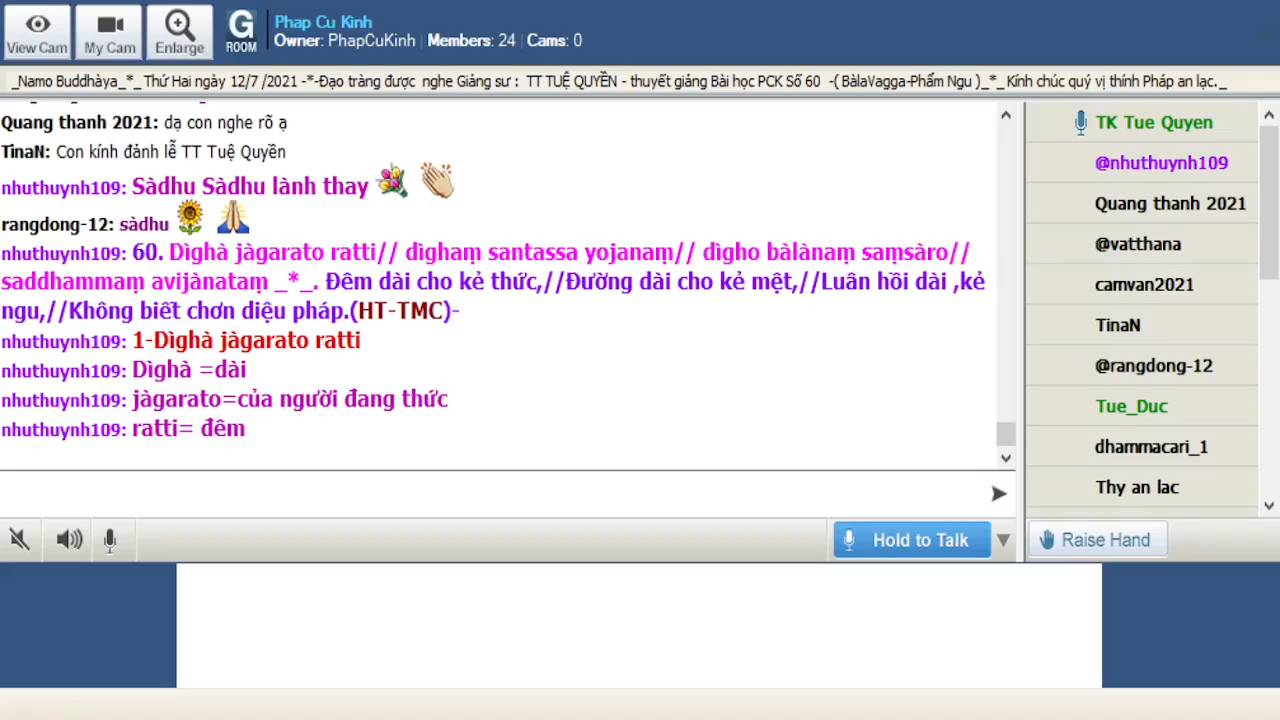 View Cam
My Cam
Enlarge
G
ROOM
Phap Cu Kinh
Owner: PhapCuKinh | Members: 24 | Cams: 0
_Namo Buddhàya_*_ Thứ Hai ngày 12/7 /2021 -*-Đạo tràng được nghe Giảng sư : TT TUỆ QUYỀN - thuyết giảng Bài học PCK Số 60 -( BàlaVagga-Phẩm Ngu )_*_ Kính chúc quý vị thính Pháp an lạc._
Quang thanh 2021: dạ con nghe rõ ạ
TinaN: Con kính đảnh lễ TT Tuệ Quyền
nhuthuynh109: Sàdhu Sàdhu lành thay
rangdong-12: sàdhu
nhuthuynh109: 60. Dìghà jàgarato ratti// dìghaṃ santassa yojanaṃ// dìgho bàlànaṃ saṃsàro//
saddhammaṃ avijànataṃ _*_. Đêm dài cho kẻ thức,//Đường dài cho kẻ mệt,//Luân hồi dài ,kẻ
ngu,//Không biết chơn diệu pháp.(HT-TMC)-
nhuthuynh109: 1-Dìghà jàgarato ratti
nhuthuynh109: Dìghà =dài
nhuthuynh109: jàgarato=của người đang thức
nhuthuynh109: ratti= đêm
Hold to Talk
TK Tue Quyen
@nhuthuynh109
Quang thanh 2021
@vatthana
camvan2021
TinaN
@rangdong-12
Tue_Duc
dhammacari_1
Thy an lac
Raise Hand